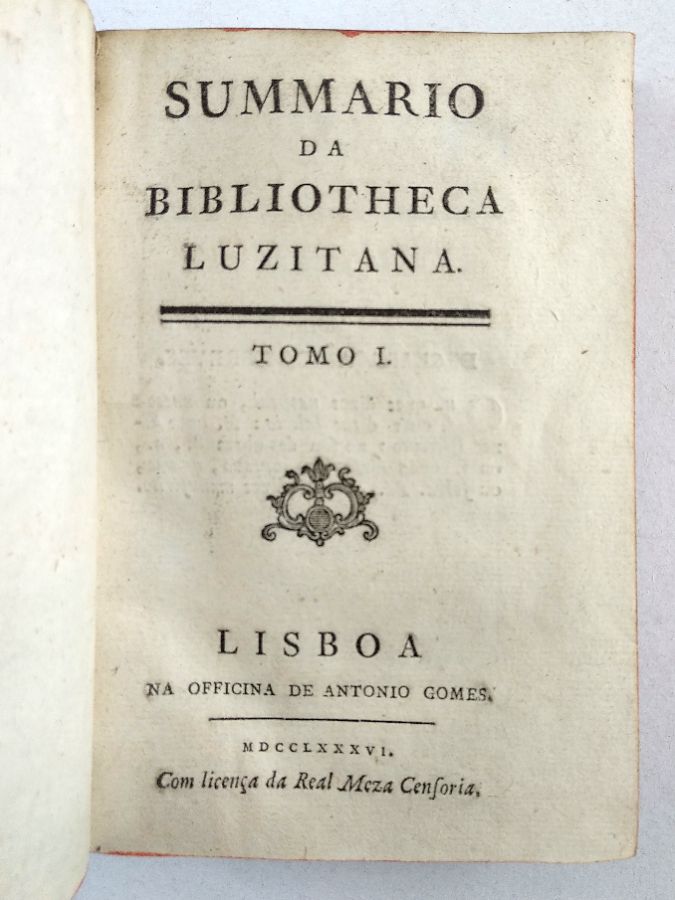 SUMMARIO
DA
BIBLIOTHECA
LUZITANA.
TOMO I.
LISBOA
NA OFFICINA DE ANTONIO GOMES.
MDCCLXXXVI.
Com licença da Real Meza Cenſoria.